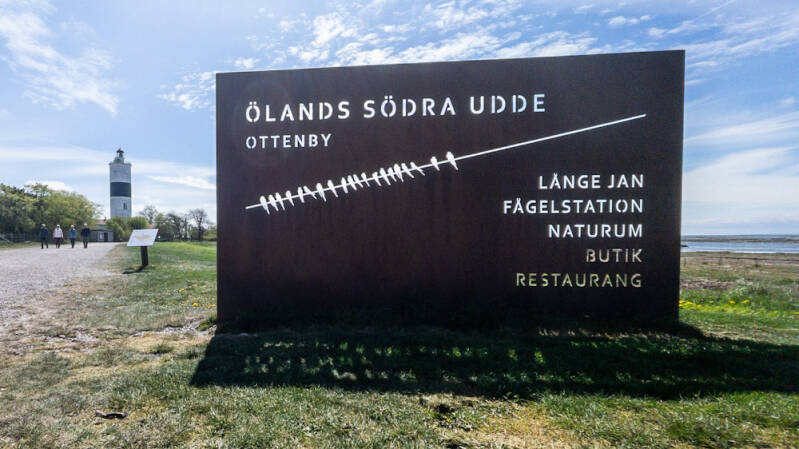 ÖLANDS SÖDRA UDDE
OTTENBY
LÅNGE JAN
FÅGELSTATION
NATURUM
BUTIK
RESTAURANG